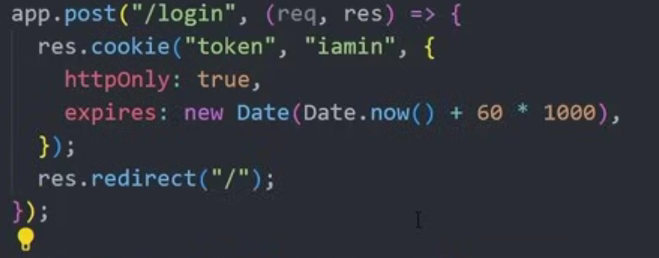 app.post("/login", (req, res) => {
  res.cookie("token", "iamin", {
    httpOnly: true,
    expires: new Date(Date.now() + 60 * 1000),
  });
  res.redirect("/");
});